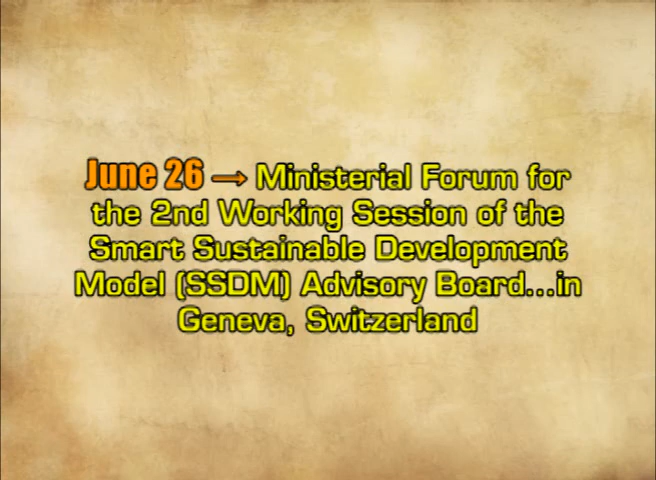 June 26 → Ministerial Forum for
the 2nd Working Session of the
Smart Sustainable Development
Model (SSDM) Advisory Board...in
Geneva, Switzerland